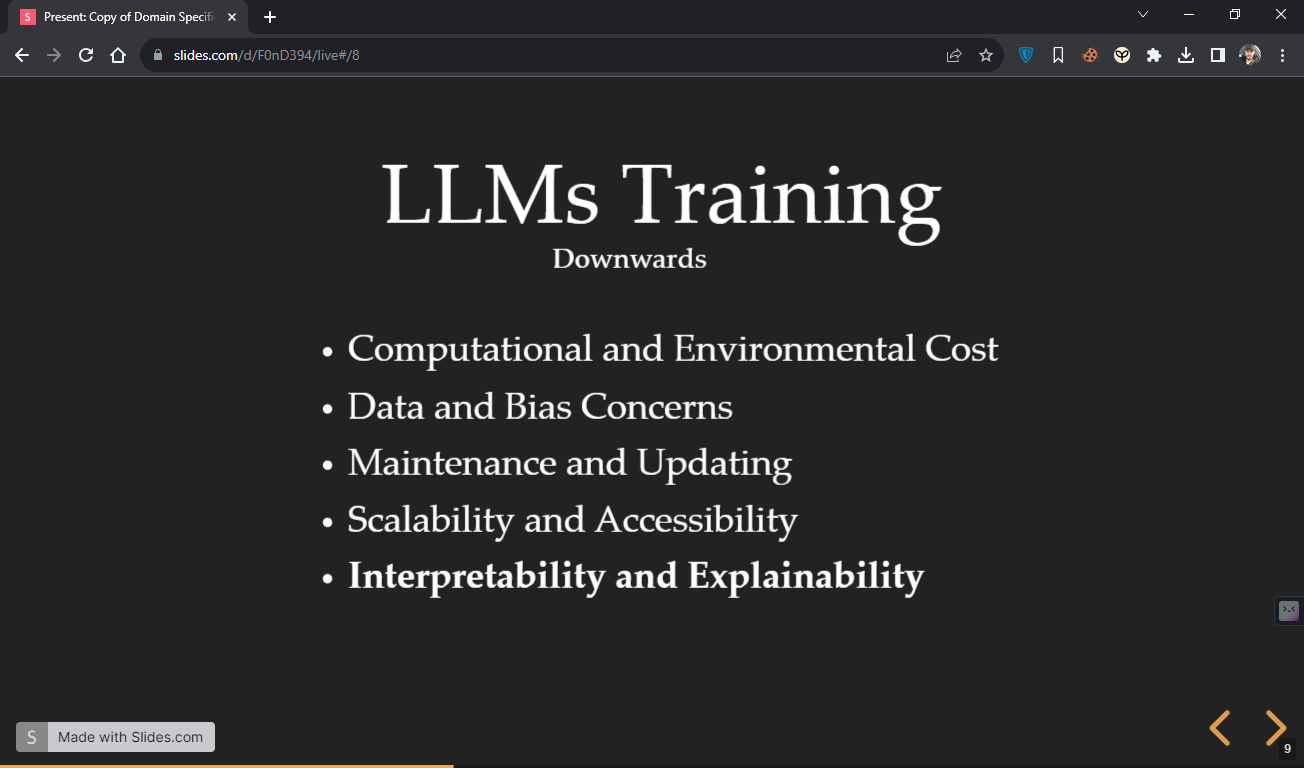 Present: Copy of Domain Specifi
slides.com/d/F0nD394/live#/8
LLMs Training
Downwards
• Computational and Environmental Cost
• Data and Bias Concerns
• Maintenance and Updating
• Scalability and Accessibility
• Interpretability and Explainability
S Made with Slides.com
9